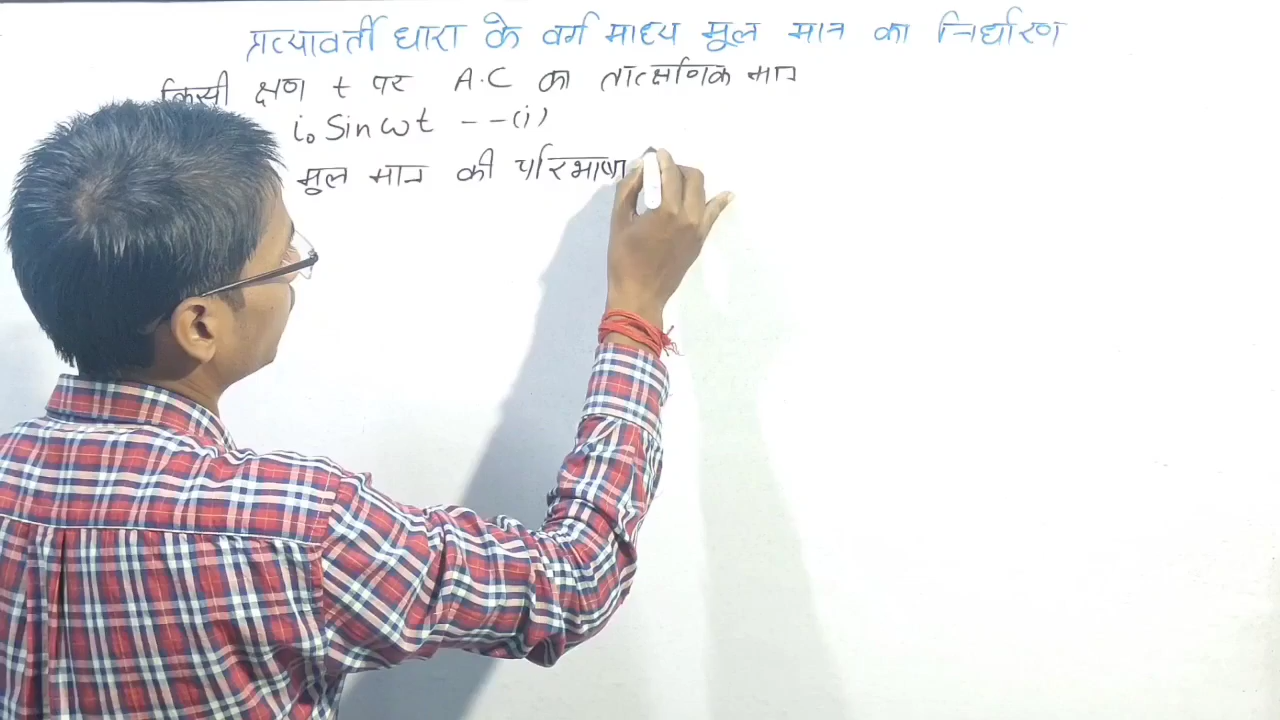 प्रत्यावर्ती धारा के वर्ग माध्य मूल मान का निर्धारण
किसी क्षण t पर A.C का तात्क्षणिक मान
i₀ Sin ωt - - (i)
मूल मान की परिभाषा